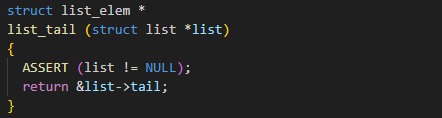 struct list_elem *
list_tail (struct list *list)
{
  ASSERT (list != NULL);
  return &list->tail;
}